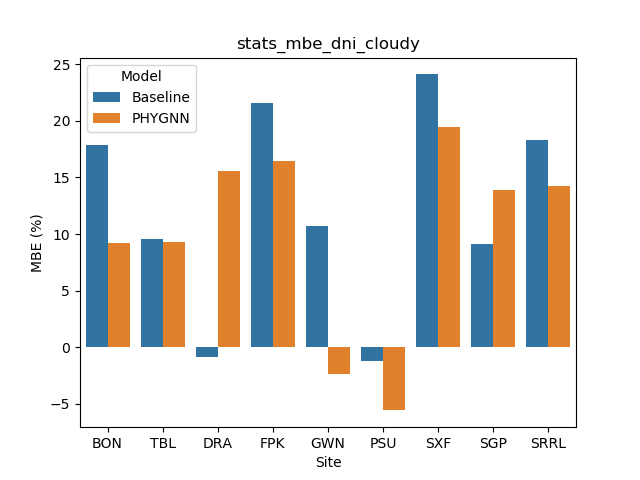 stats_mbe_dni_cloudy
Model
Baseline
PHYGNN
MBE (%)
25
20
15
10
5
0
−5
BON TBL DRA FPK GWN PSU SXF SGP SRRL
Site